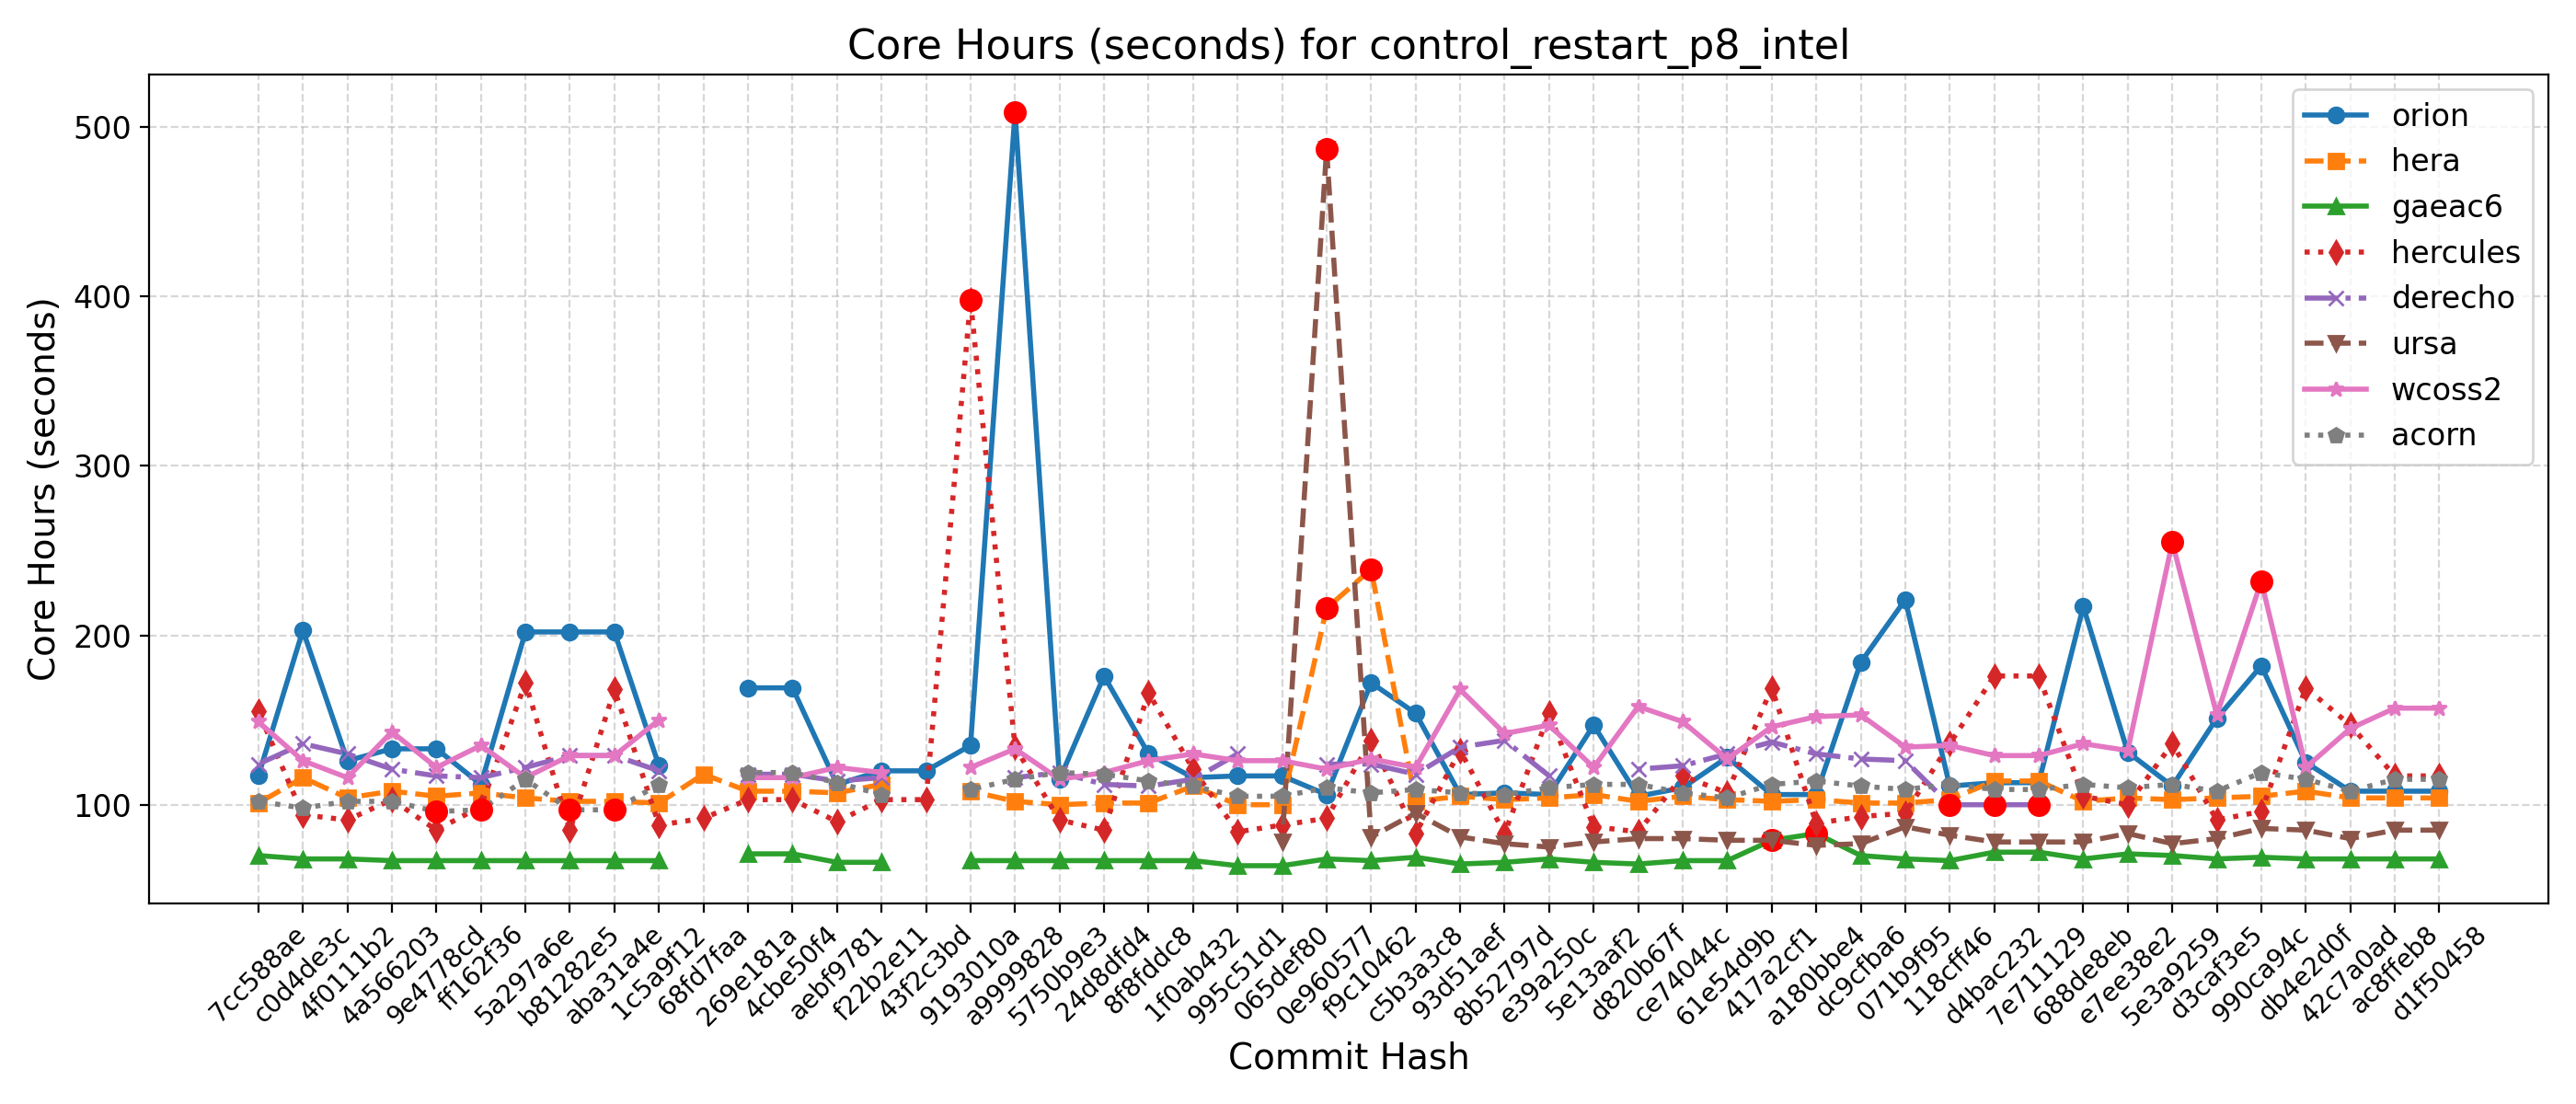 Core Hours (seconds) for control_restart_p8_intel
Core Hours (seconds)
500
400
300
200
100
orion
hera
gaeac6
hercules
derecho
ursa
wcoss2
acorn
7cc588ae
c0d4de3c
4f0111b2
4a566203
9e4778cd
ff162f36
5a297a6e
b81282e5
aba31a4e
1c5a9f12
68fd7faa
269e181a
4cbe50f4
aebf9781
f22b2e11
43f2c3bd
9193010a
a9999828
5750b9e3
24d8dfd4
8f8fddc8
1f0ab432
995c51d1
065def80
0e960577
f9c10462
c5b3a3c8
93d51aef
8b52797d
e39a250c
5e13aaf2
d820b67f
ce74044c
61e54d9b
417a2cf1
a180bbe4
dc9cfba6
071b9f95
118cff46
d4bac232
7e711129
688de8eb
e7ee38e2
5e3a9259
d3caf3e5
990ca94c
db4e2d0f
42c7a0ad
ac8ffeb8
d1f50458
Commit Hash